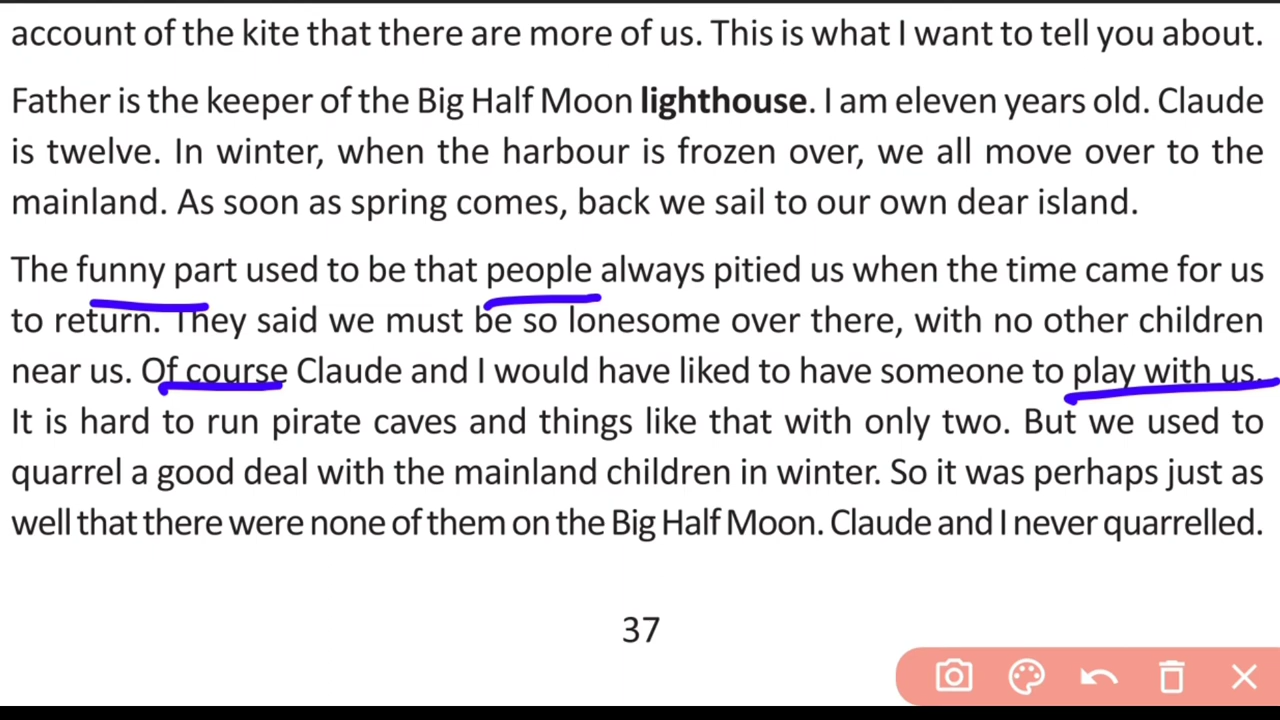 account of the kite that there are more of us. This is what I want to tell you about.
Father is the keeper of the Big Half Moon lighthouse. I am eleven years old. Claude
is twelve. In winter, when the harbour is frozen over, we all move over to the
mainland. As soon as spring comes, back we sail to our own dear island.
The funny part used to be that people always pitied us when the time came for us
to return. They said we must be so lonesome over there, with no other children
near us. Of course Claude and I would have liked to have someone to play with us.
It is hard to run pirate caves and things like that with only two. But we used to
quarrel a good deal with the mainland children in winter. So it was perhaps just as
well that there were none of them on the Big Half Moon. Claude and I never quarrelled.
37